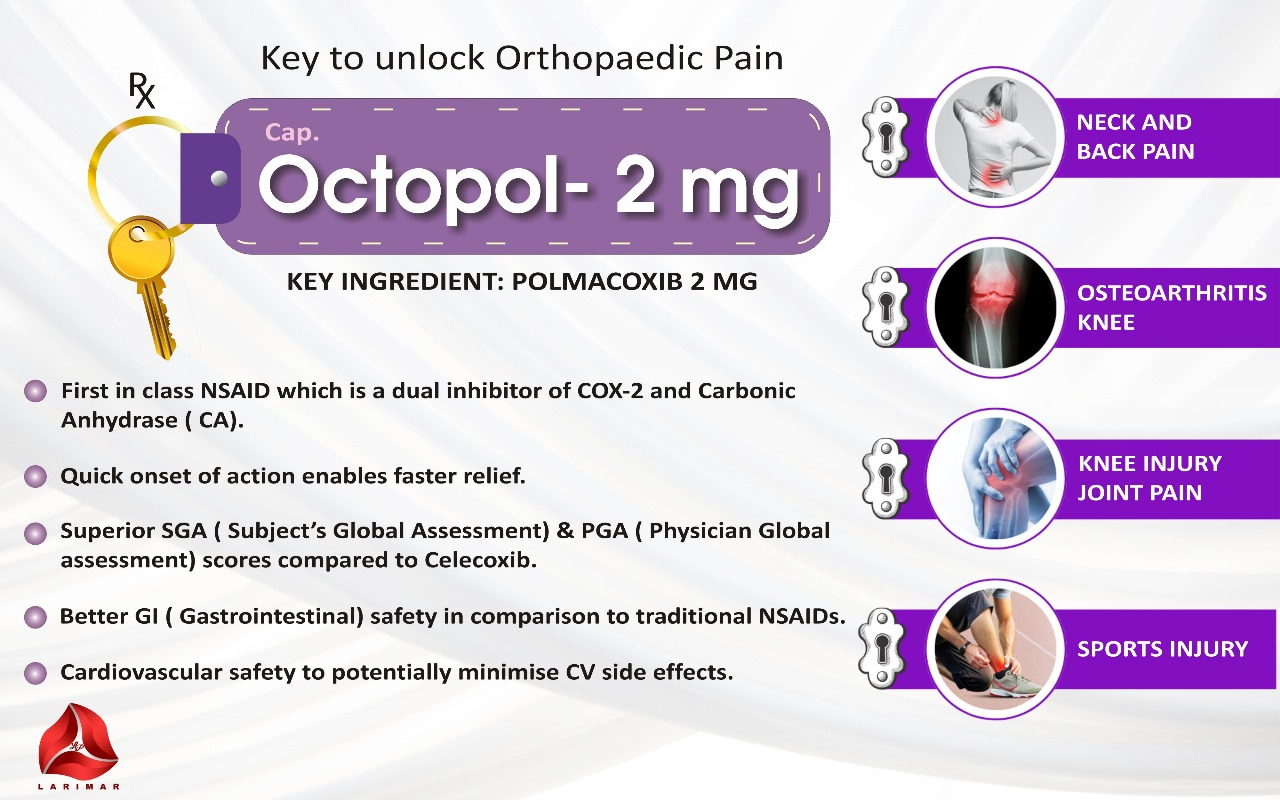 Key to unlock Orthopaedic Pain
Rx
Cap.
Octopol- 2 mg
KEY INGREDIENT: POLMACOXIB 2 MG
First in class NSAID which is a dual inhibitor of COX-2 and Carbonic
Anhydrase ( CA).
Quick onset of action enables faster relief.
Superior SGA ( Subject’s Global Assessment) & PGA ( Physician Global
assessment) scores compared to Celecoxib.
Better GI ( Gastrointestinal) safety in comparison to traditional NSAIDs.
Cardiovascular safety to potentially minimise CV side effects.
NECK AND
BACK PAIN
OSTEOARTHRITIS
KNEE
KNEE INJURY
JOINT PAIN
SPORTS INJURY
LARIMAR